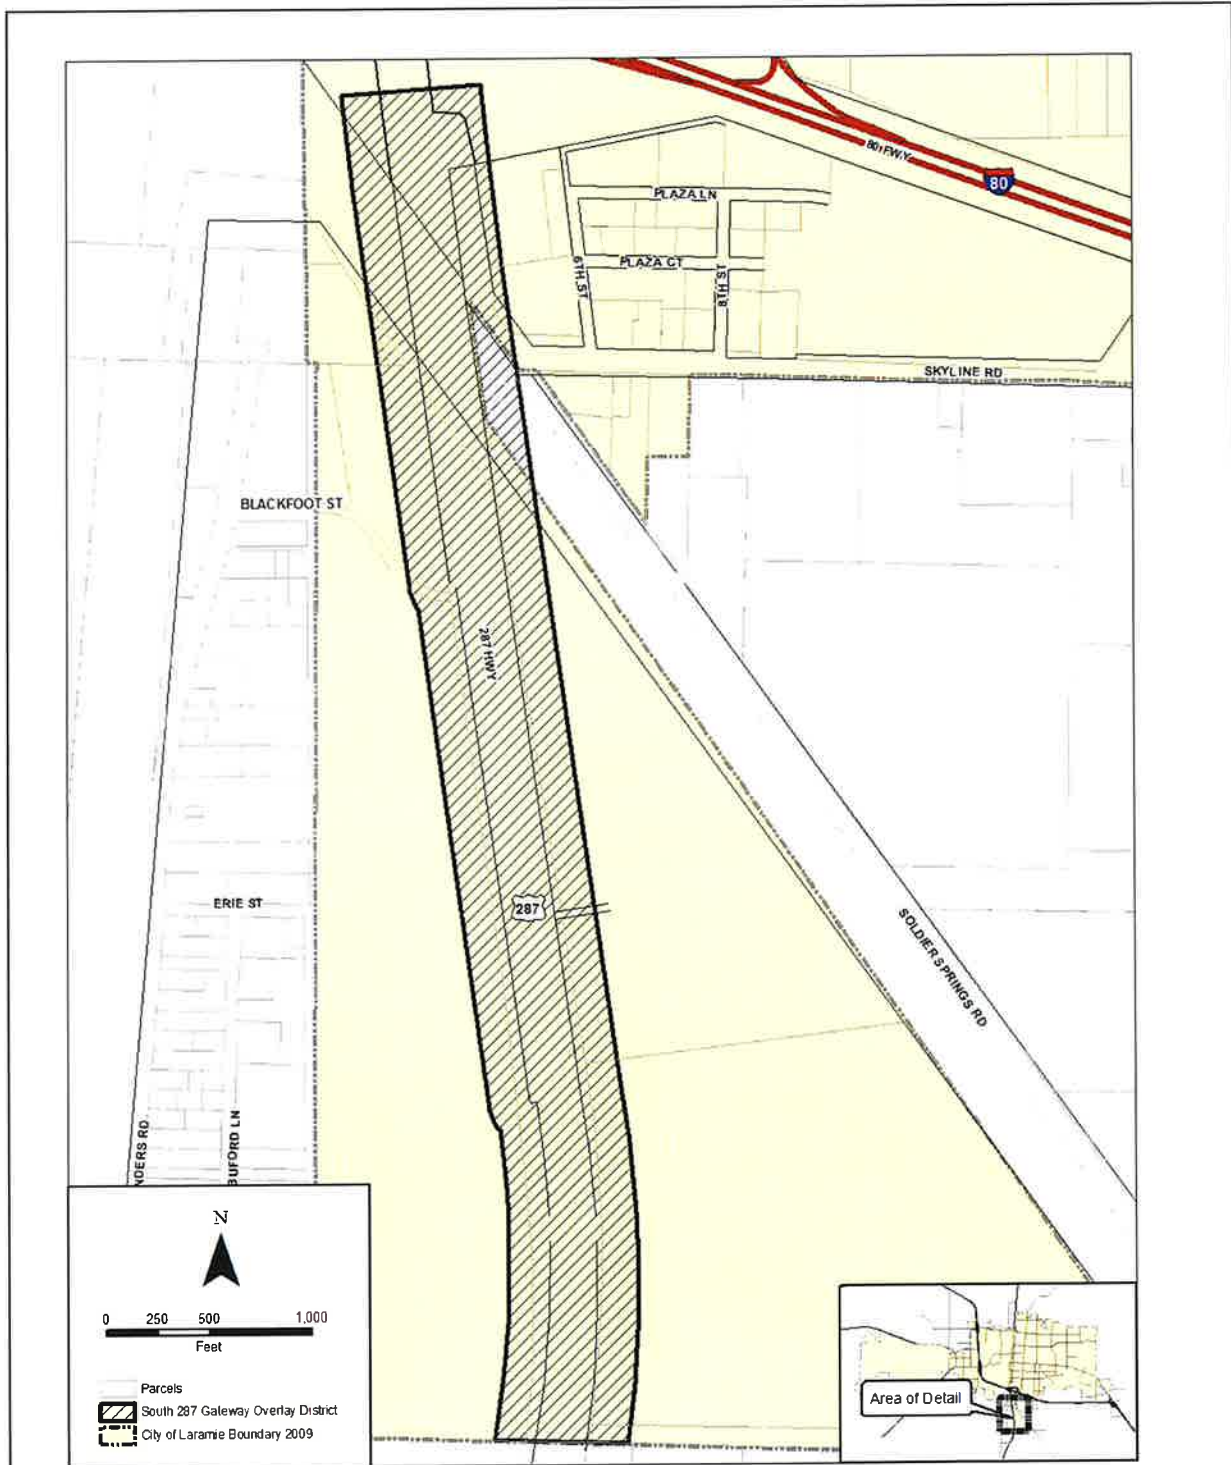 80 FWY
80
PLAZA LN
PLAZA CT
6TH ST
8TH ST
SKYLINE RD
BLACKFOOT ST
287 HWY
ERIE ST
287
SOLDIER SPRINGS RD
NDERS RD
BUFORD LN
N
0 250 500 1,000
Feet
Parcels
South 287 Gateway Overlay District
City of Laramie Boundary 2009
Area of Detail